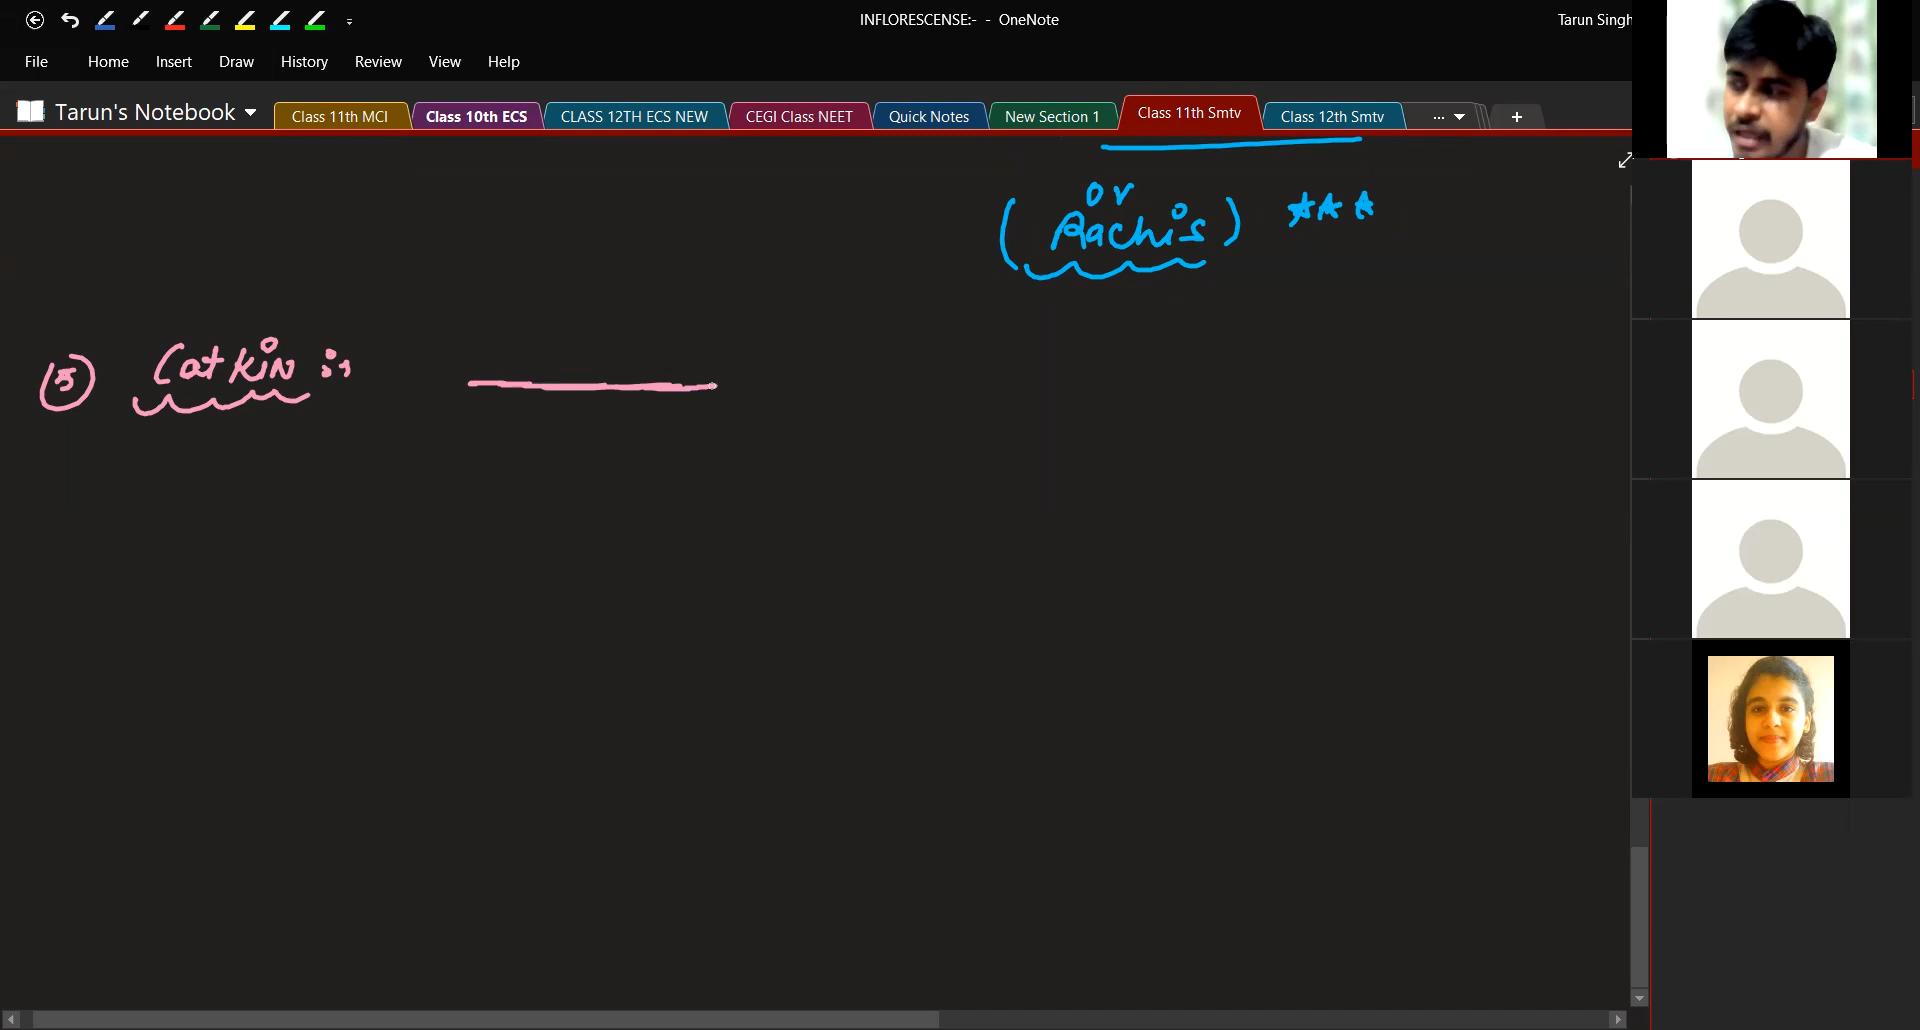 INFLORESCENSE:- - OneNote
Tarun Singh
File Home Insert Draw History Review View Help
Tarun's Notebook
Class 11th MCI
Class 10th ECS
CLASS 12TH ECS NEW
CEGI Class NEET
Quick Notes
New Section 1
Class 11th Smtv
Class 12th Smtv
...
+
or
(Rachis) ***
(5) Catkin :-